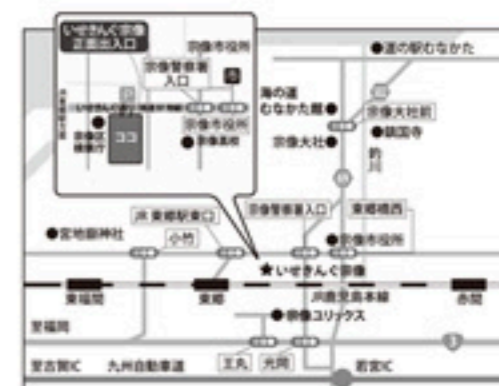 いせきんぐ宗像
正面出入口
宗像市役所
宗像警察署
入口
ココ
宗像市役所
宗像高校
道の駅むなかた
海の道
むなかた館
宗像大社前
宗像大社
鎮国寺
釣川
JR東郷駅東口
宗像警察署入口
東郷橋西
宮地嶽神社
小竹
宗像市役所
★いせきんぐ宗像
東福間
東郷
JR鹿児島本線
赤間
宗像ユリックス
至福岡
3
至古賀IC
九州自動車道
王丸
光岡
若宮IC